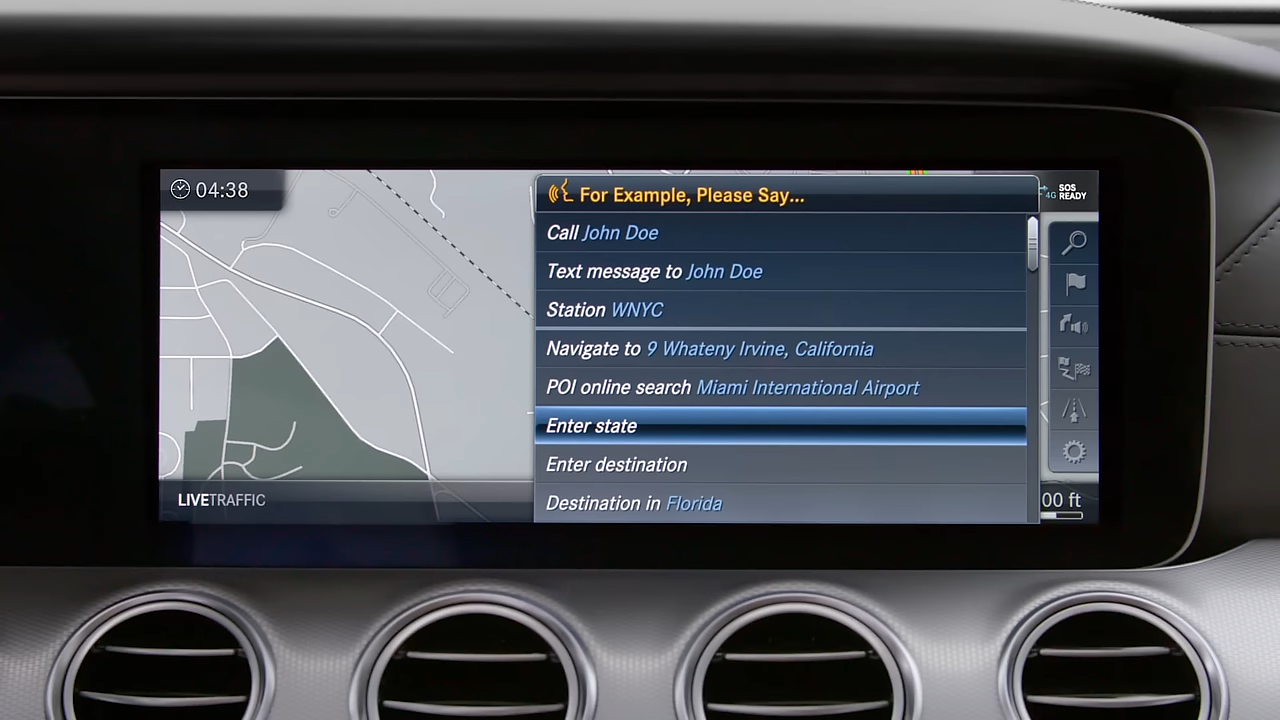 04:38
For Example, Please Say...
4G SOS
READY
Call John Doe
Text message to John Doe
Station WNYC
Navigate to 9 Whateny Irvine, California
POI online search Miami International Airport
Enter state
Enter destination
Destination in Florida
LIVETRAFFIC
00 ft